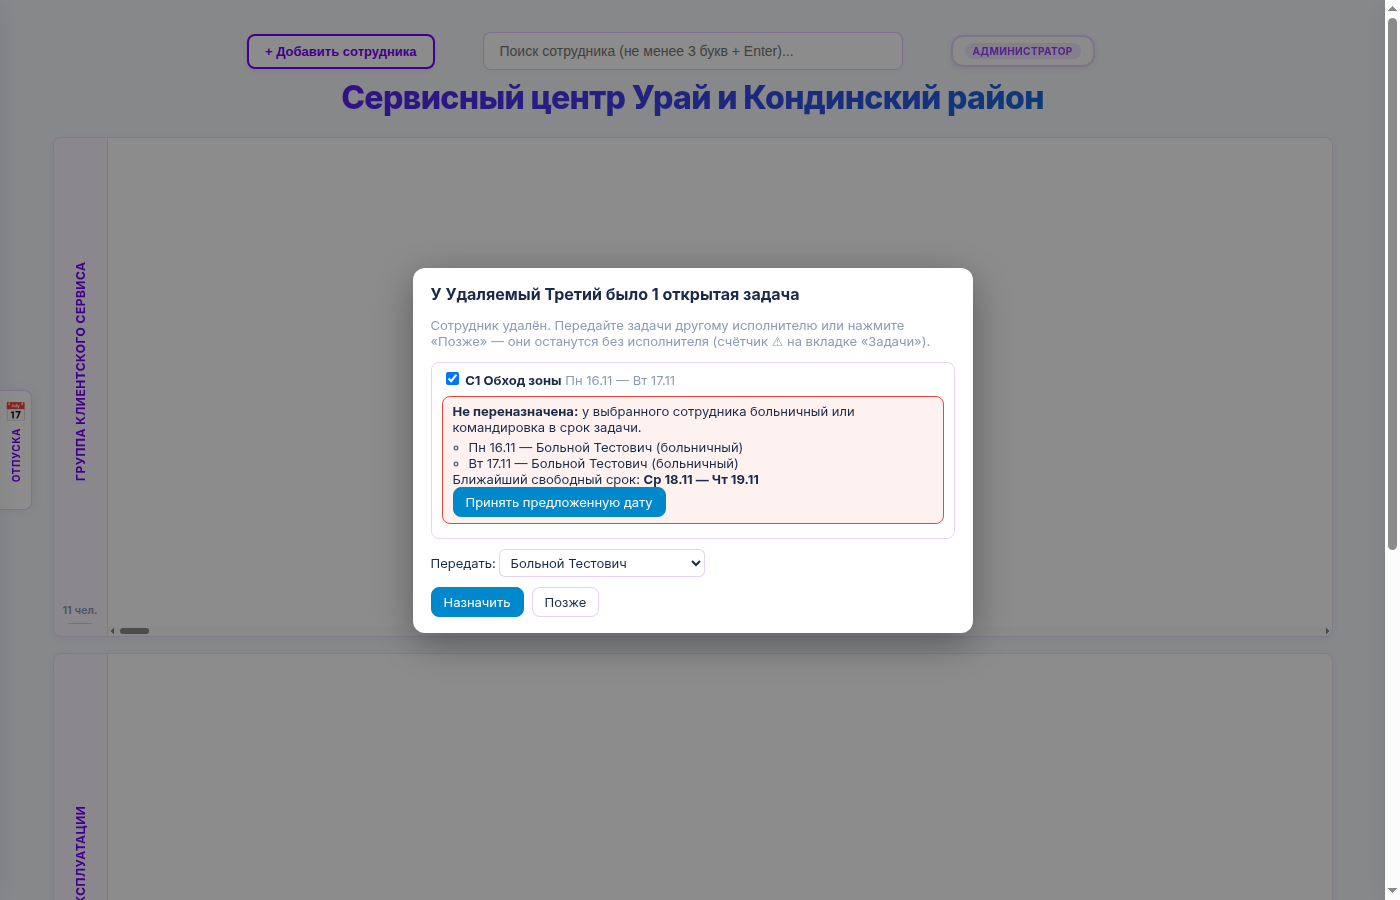 + Добавить сотрудника
Поиск сотрудника (не менее 3 букв + Enter)...
АДМИНИСТРАТОР
Сервисный центр Урай и Кондинский район
ГРУППА КЛИЕНТСКОГО СЕРВИСА
11 чел.
ОТПУСКА
У Удаляемый Третий было 1 открытая задача
Сотрудник удалён. Передайте задачи другому исполнителю или нажмите
«Позже» — они останутся без исполнителя (счётчик ⚠ на вкладке «Задачи»).
С1 Обход зоны Пн 16.11 — Вт 17.11
Не переназначена: у выбранного сотрудника больничный или
командировка в срок задачи.
Пн 16.11 — Больной Тестович (больничный)
Вт 17.11 — Больной Тестович (больничный)
Ближайший свободный срок: Ср 18.11 — Чт 19.11
Принять предложенную дату
Передать: Больной Тестович
Назначить
Позже